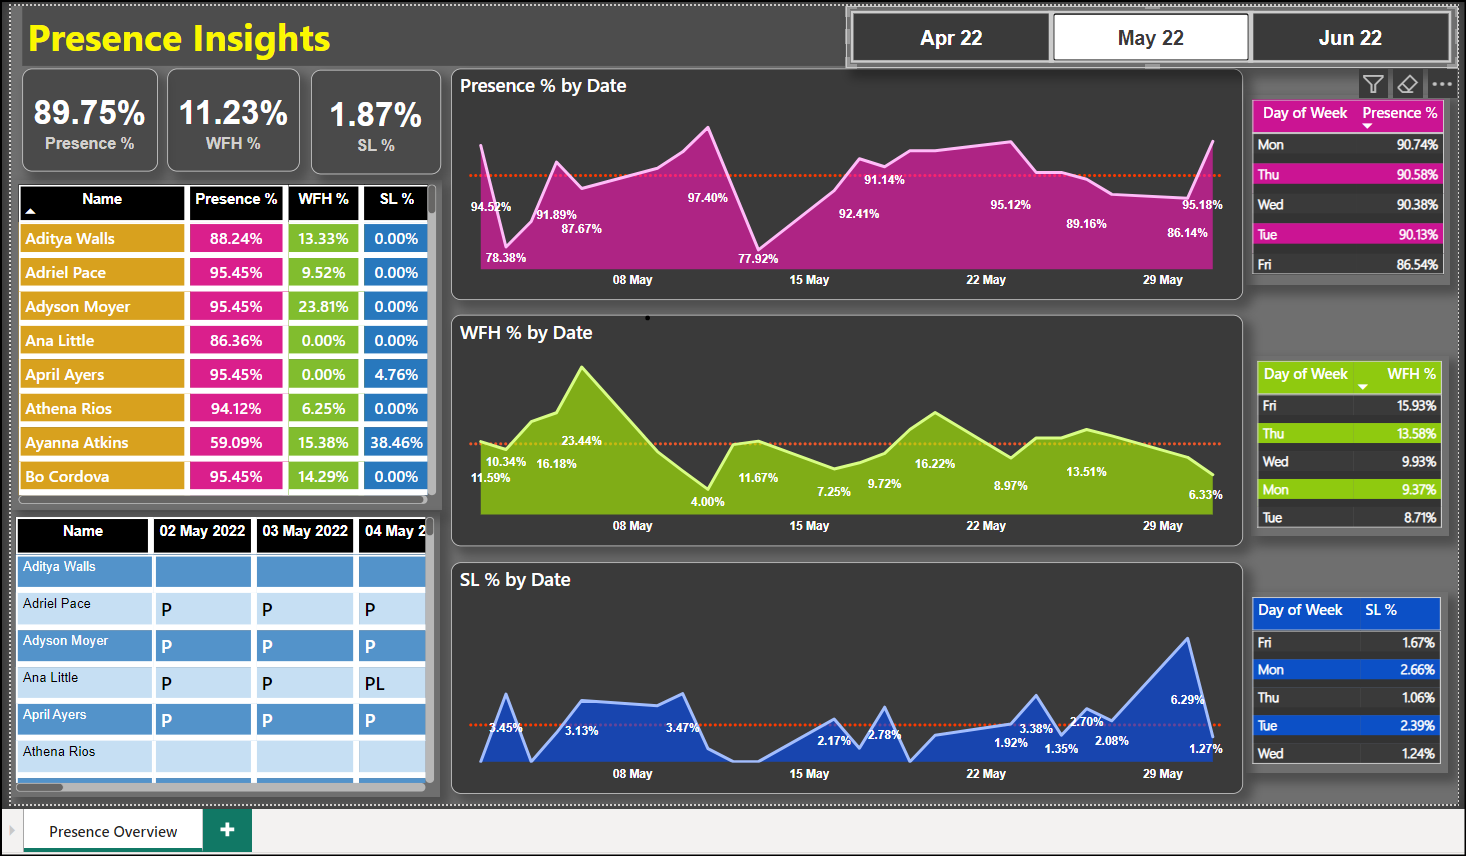 Presence Insights
Apr 22
May 22
Jun 22
89.75%
Presence %
11.23%
WFH %
1.87%
SL %
Name Presence % WFH % SL %
Aditya Walls 88.24% 13.33% 0.00%
Adriel Pace 95.45% 9.52% 0.00%
Adyson Moyer 95.45% 23.81% 0.00%
Ana Little 86.36% 0.00% 0.00%
April Ayers 95.45% 0.00% 4.76%
Athena Rios 94.12% 6.25% 0.00%
Ayanna Atkins 59.09% 15.38% 38.46%
Bo Cordova 95.45% 14.29% 0.00%
Name 02 May 2022 03 May 2022 04 May 2
Aditya Walls
Adriel Pace P P P
Adyson Moyer P P P
Ana Little P P PL
April Ayers P P P
Athena Rios
Presence % by Date
94.52%
78.38%
91.89%
87.67%
97.40%
77.92%
92.41%
91.14%
95.12%
89.16%
86.14%
95.18%
08 May 15 May 22 May 29 May
WFH % by Date
11.59%
10.34%
16.18%
23.44%
4.00%
11.67%
7.25%
9.72%
16.22%
8.97%
13.51%
6.33%
08 May 15 May 22 May 29 May
SL % by Date
3.45%
3.13%
3.47%
2.17%
2.78%
1.92%
3.38%
1.35%
2.70%
2.08%
6.29%
1.27%
08 May 15 May 22 May 29 May
Day of Week Presence %
Mon 90.74%
Thu 90.58%
Wed 90.38%
Tue 90.13%
Fri 86.54%
Day of Week WFH %
Fri 15.93%
Thu 13.58%
Wed 9.93%
Mon 9.37%
Tue 8.71%
Day of Week SL %
Fri 1.67%
Mon 2.66%
Thu 1.06%
Tue 2.39%
Wed 1.24%
Presence Overview